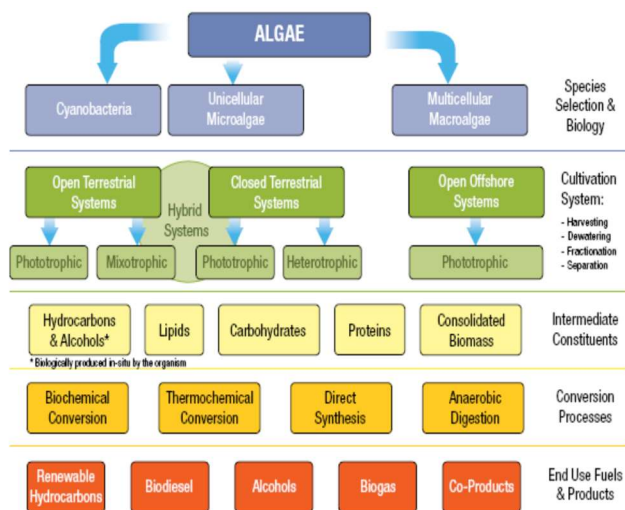 ALGAE
Cyanobacteria
Unicellular
Microalgae
Multicellular
Macroalgae
Species
Selection &
Biology
Open Terrestrial
Systems
Hybrid
Systems
Closed Terrestrial
Systems
Open Offshore
Systems
Cultivation
System:
- Harvesting
- Dewatering
- Fractionation
- Separation
Phototrophic
Mixotrophic
Phototrophic
Heterotrophic
Phototrophic
Hydrocarbons
& Alcohols*
Lipids
Carbohydrates
Proteins
Consolidated
Biomass
Intermediate
Constituents
* Biologically produced in-situ by the organism
Biochemical
Conversion
Thermochemical
Conversion
Direct
Synthesis
Anaerobic
Digestion
Conversion
Processes
Renewable
Hydrocarbons
Biodiesel
Alcohols
Biogas
Co-Products
End Use Fuels
& Products